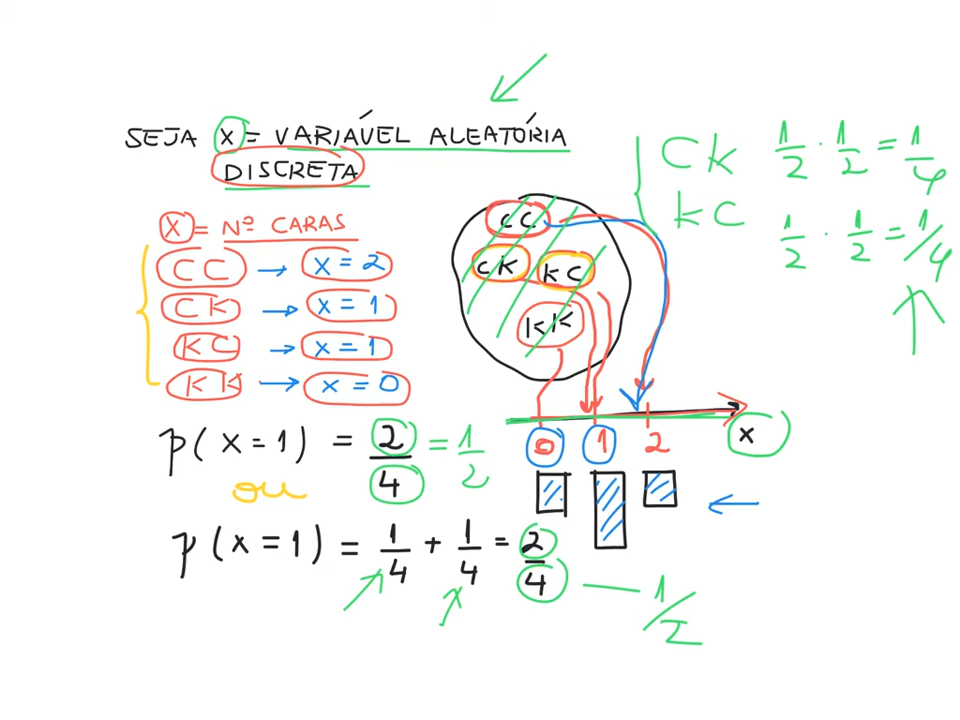 SEJA X = VARIÁVEL ALEATÓRIA
DISCRETA
X = Nº CARAS
CC → X = 2
CK → X = 1
KC → X = 1
KK → X = 0
CC
CK KC
KK
CK 1/2 · 1/2 = 1/4
KC 1/2 · 1/2 = 1/4
0 1 2 X
p(X = 1) = 2/4 = 1/2
ou
p(X = 1) = 1/4 + 1/4 = 2/4 — 1/2